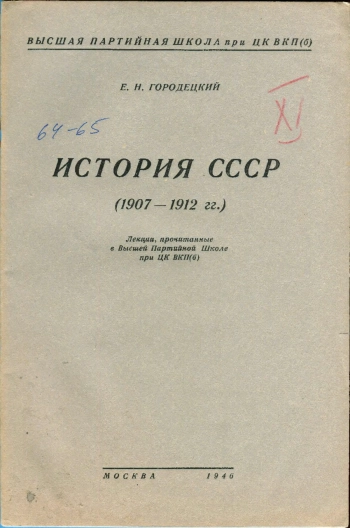 ВЫСШАЯ ПАРТИЙНАЯ ШКОЛА при ЦК ВКП(б)
Е. Н. ГОРОДЕЦКИЙ
XI
64-65
ИСТОРИЯ СССР
(1907 — 1912 гг.)
Лекции, прочитанные
в Высшей Партийной Школе
при ЦК ВКП(б)
МОСКВА 1946